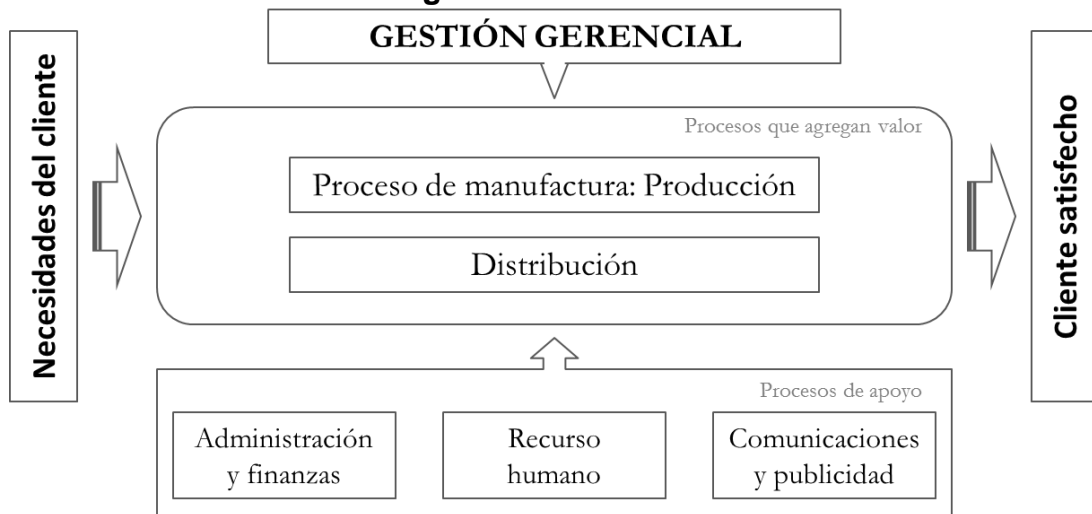 GESTIÓN GERENCIAL
Necesidades del cliente
Procesos que agregan valor
Proceso de manufactura: Producción
Distribución
Cliente satisfecho
Procesos de apoyo
Administración
y finanzas
Recurso
humano
Comunicaciones
y publicidad